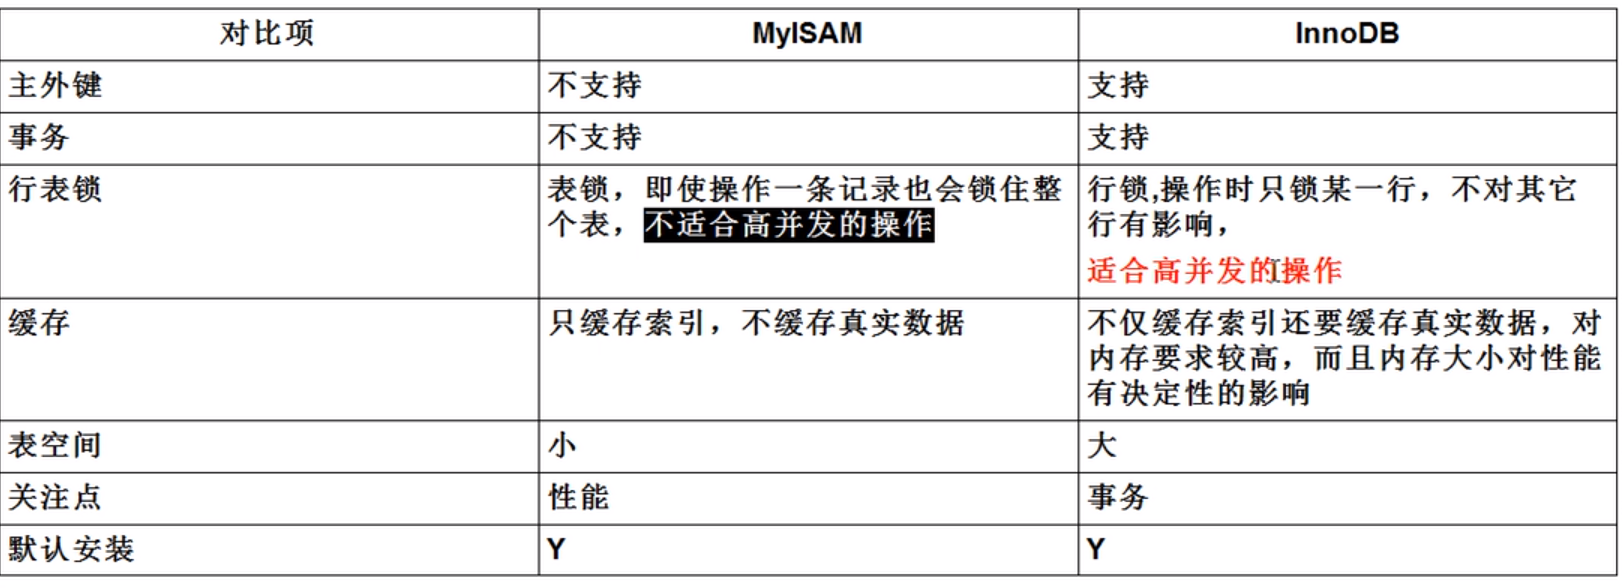 对比项 MyISAM InnoDB
主外键 不支持 支持
事务 不支持 支持
行表锁
表锁，即使操作一条记录也会锁住整
个表，不适合高并发的操作
行锁,操作时只锁某一行，不对其它
行有影响，
适合高并发的操作
缓存
只缓存索引，不缓存真实数据
不仅缓存索引还要缓存真实数据，对
内存要求较高，而且内存大小对性能
有决定性的影响
表空间 小 大
关注点 性能 事务
默认安装 Y Y